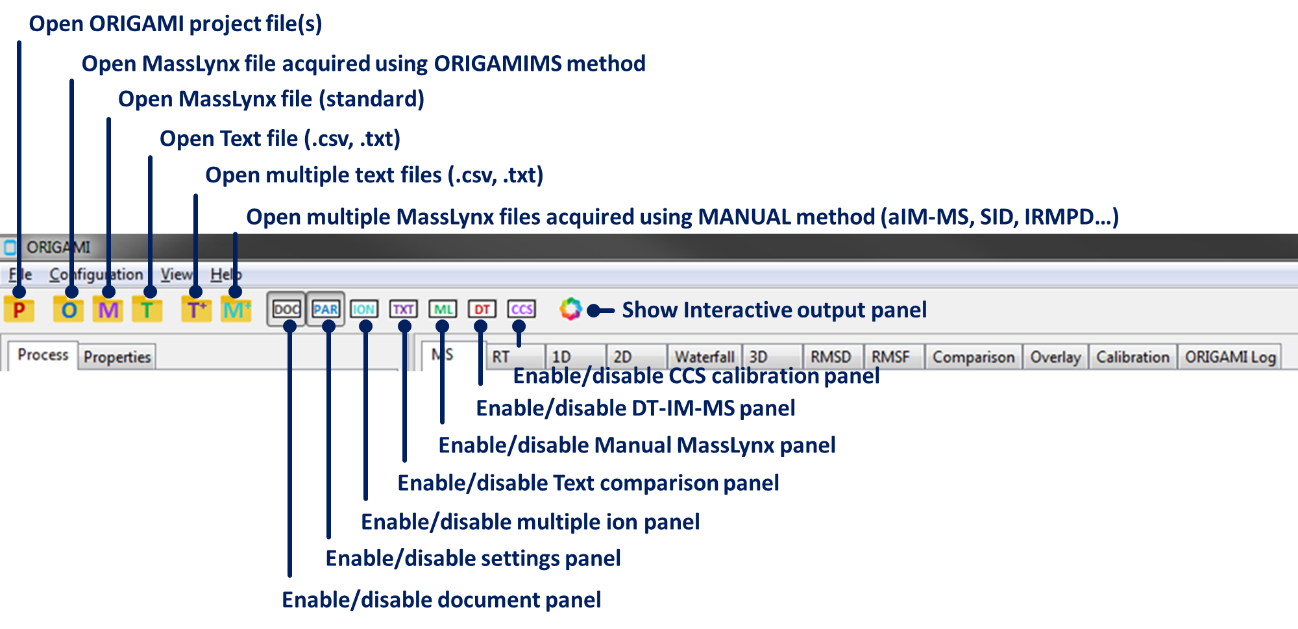 Open ORIGAMI project file(s)
Open MassLynx file acquired using ORIGAMIMS method
Open MassLynx file (standard)
Open Text file (.csv, .txt)
Open multiple text files (.csv, .txt)
Open multiple MassLynx files acquired using MANUAL method (aIM-MS, SID, IRMPD...)
ORIGAMI
File Configuration View Help
P O M T T+ M+ DOC PAR ION TXT ML DT CCS Show Interactive output panel
Process Properties MS RT 1D 2D Waterfall 3D RMSD RMSF Comparison Overlay Calibration ORIGAMI Log
Enable/disable CCS calibration panel
Enable/disable DT-IM-MS panel
Enable/disable Manual MassLynx panel
Enable/disable Text comparison panel
Enable/disable multiple ion panel
Enable/disable settings panel
Enable/disable document panel